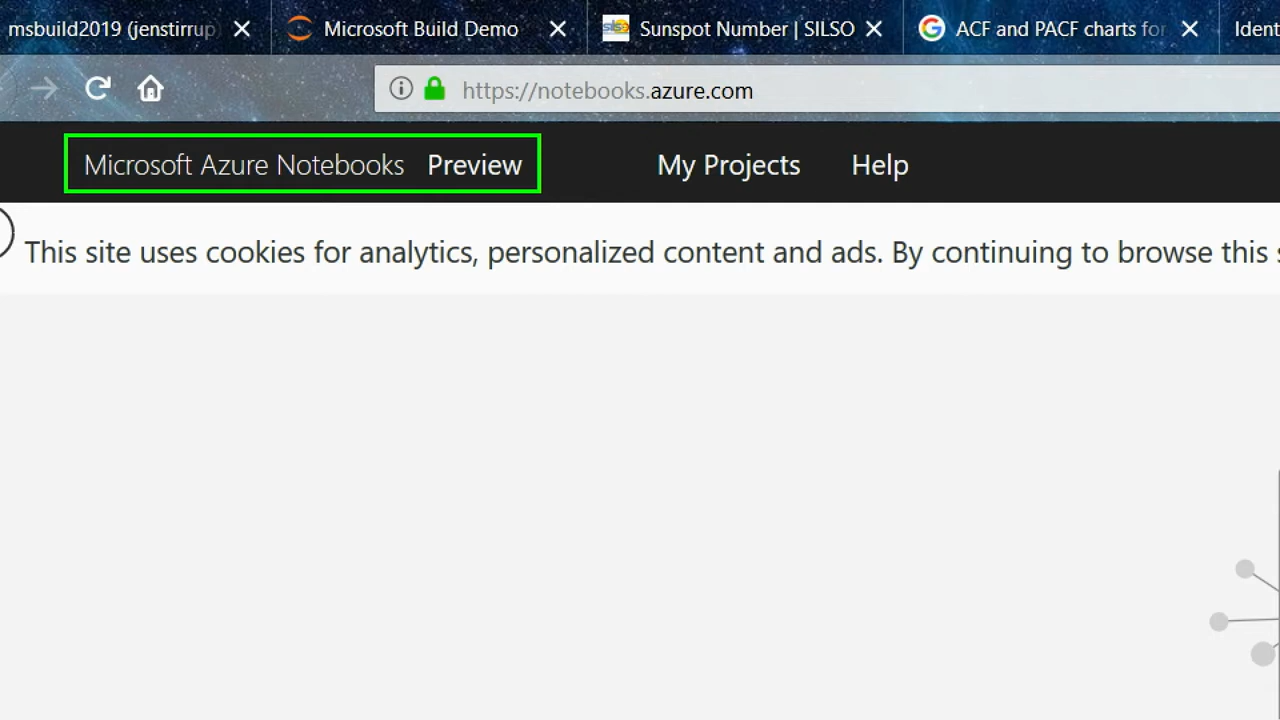 msbuild2019 (jenstirrup
Microsoft Build Demo
Sunspot Number | SILSO
ACF and PACF charts for
Ident
https://notebooks.azure.com
Microsoft Azure Notebooks Preview
My Projects
Help
This site uses cookies for analytics, personalized content and ads. By continuing to browse this